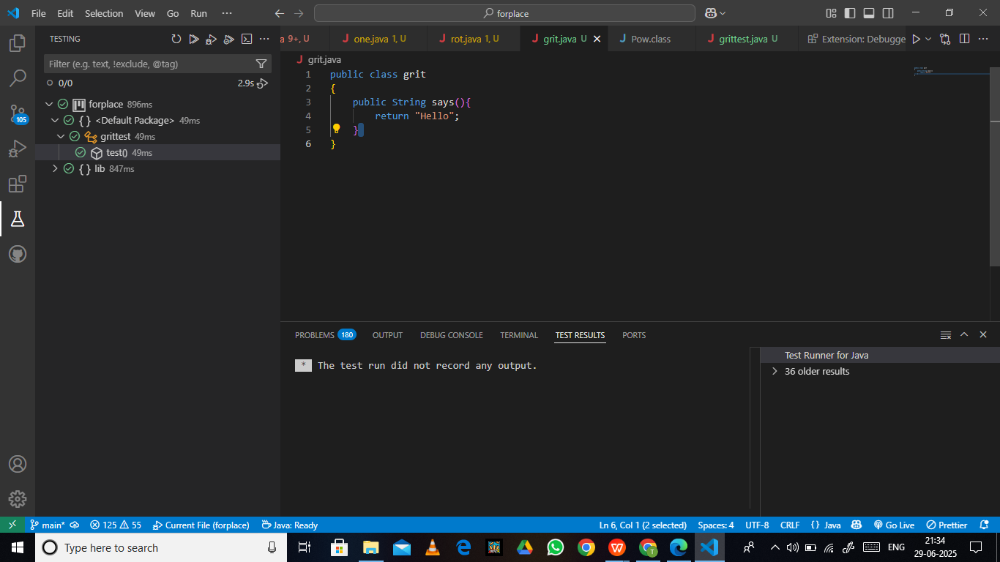 File Edit Selection View Go Run ··· forplace
TESTING
a 9+, U one.java 1, U rot.java 1, U grit.java U Pow.class grittest.java U Extension: Debugge
Filter (e.g. text, !exclude, @tag)
0/0 2.9s
forplace 896ms
{ } <Default Package> 49ms
grittest 49ms
test() 49ms
{ } lib 847ms
grit.java
1 public class grit
2 {
3 public String says(){
4 return "Hello";
5 }
6 }
105
PROBLEMS 180 OUTPUT DEBUG CONSOLE TERMINAL TEST RESULTS PORTS
* The test run did not record any output.
Test Runner for Java
36 older results
main* 125 55 Current File (forplace) Java: Ready Ln 6, Col 1 (2 selected) Spaces: 4 UTF-8 CRLF { } Java Go Live Prettier
Type here to search ENG 21:34
29-06-2025